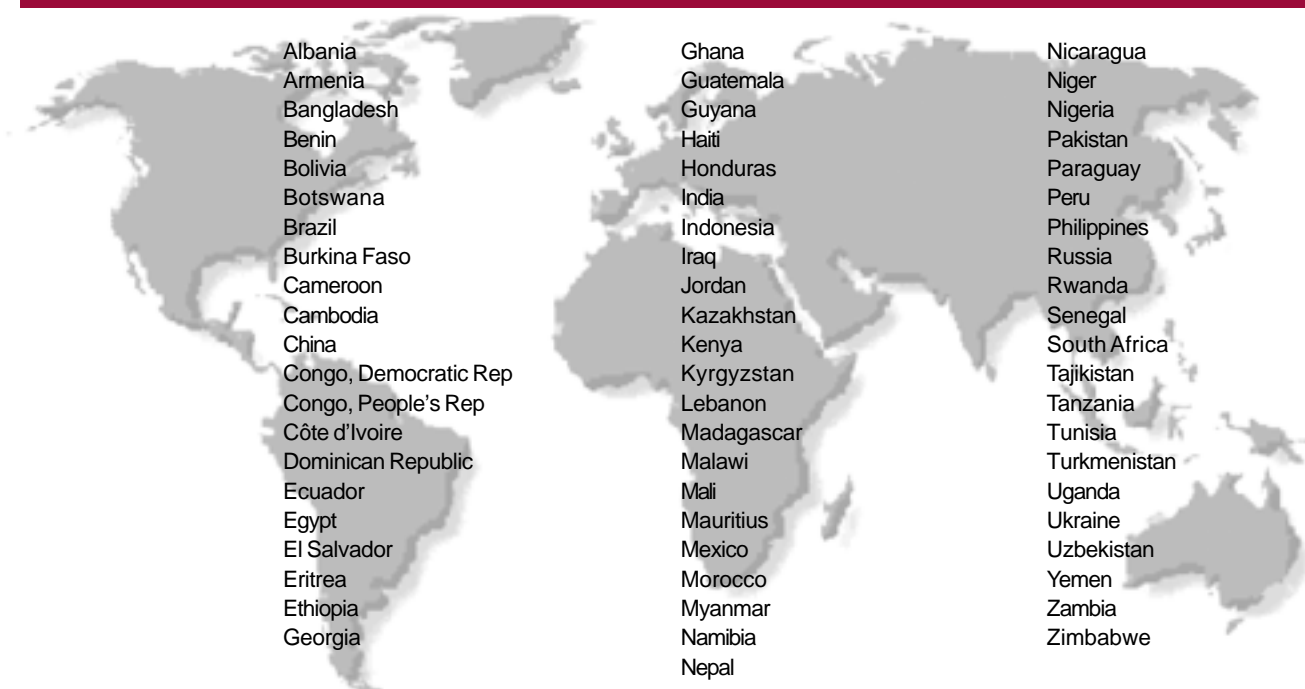 Albania
Armenia
Bangladesh
Benin
Bolivia
Botswana
Brazil
Burkina Faso
Cameroon
Cambodia
China
Congo, Democratic Rep
Congo, People's Rep
Côte d'Ivoire
Dominican Republic
Ecuador
Egypt
El Salvador
Eritrea
Ethiopia
Georgia
Ghana
Guatemala
Guyana
Haiti
Honduras
India
Indonesia
Iraq
Jordan
Kazakhstan
Kenya
Kyrgyzstan
Lebanon
Madagascar
Malawi
Mali
Mauritius
Mexico
Morocco
Myanmar
Namibia
Nepal
Nicaragua
Niger
Nigeria
Pakistan
Paraguay
Peru
Philippines
Russia
Rwanda
Senegal
South Africa
Tajikistan
Tanzania
Tunisia
Turkmenistan
Uganda
Ukraine
Uzbekistan
Yemen
Zambia
Zimbabwe